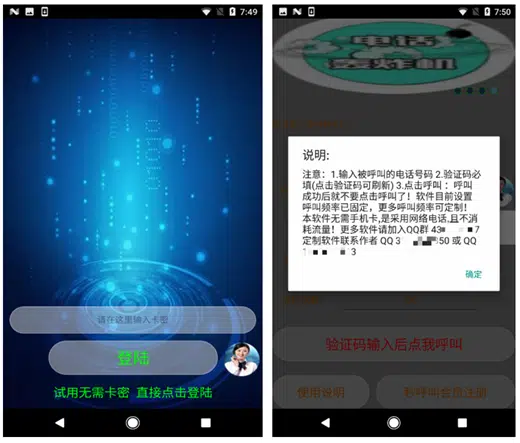 7:49
请在这里输入卡密
登陆
试用无需卡密 直接点击登陆
7:50
电话
轰炸机
说明:
注意：1.输入被呼叫的电话号码 2.验证码必
填(点击验证码可刷新) 3.点击呼叫 ：呼叫
成功后就不要点击呼叫了！软件目前设置
呼叫频率已固定，更多呼叫频率可定制！
本软件无需手机卡,是采用网络电话,且不消
耗流量！更多软件请加入QQ群 43 7
定制软件联系作者 QQ 3 50 或 QQ
1 3
确定
验证码输入后点我呼叫
使用说明
秒呼叫会员注册